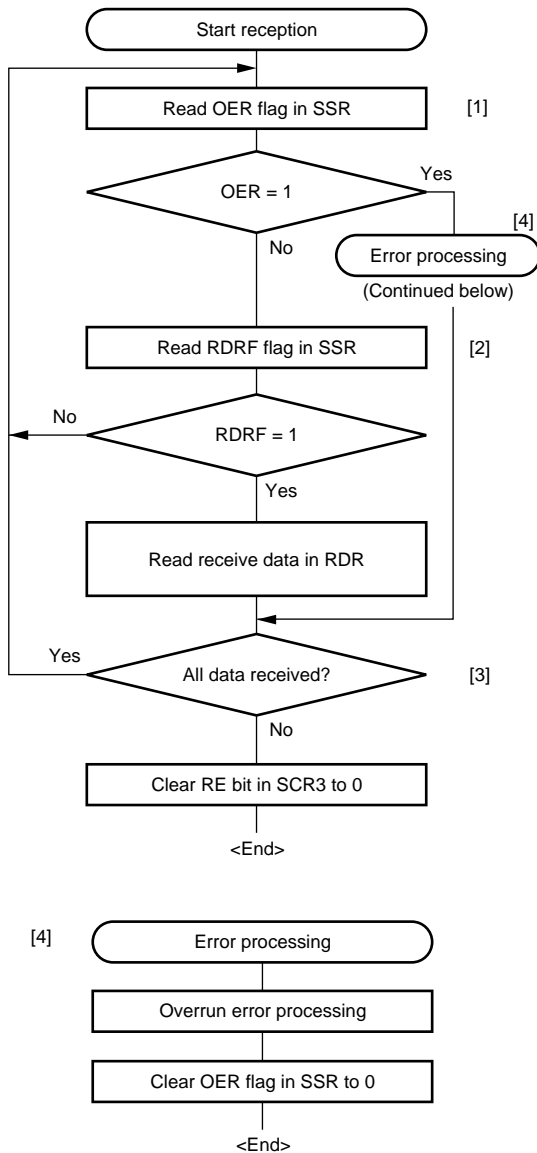 Start reception
Read OER flag in SSR
[1]
OER = 1
Yes
No
[4]
Error processing
(Continued below)
Read RDRF flag in SSR
[2]
No
RDRF = 1
Yes
Read receive data in RDR
Yes
All data received?
[3]
No
Clear RE bit in SCR3 to 0
<End>
[4]
Error processing
Overrun error processing
Clear OER flag in SSR to 0
<End>